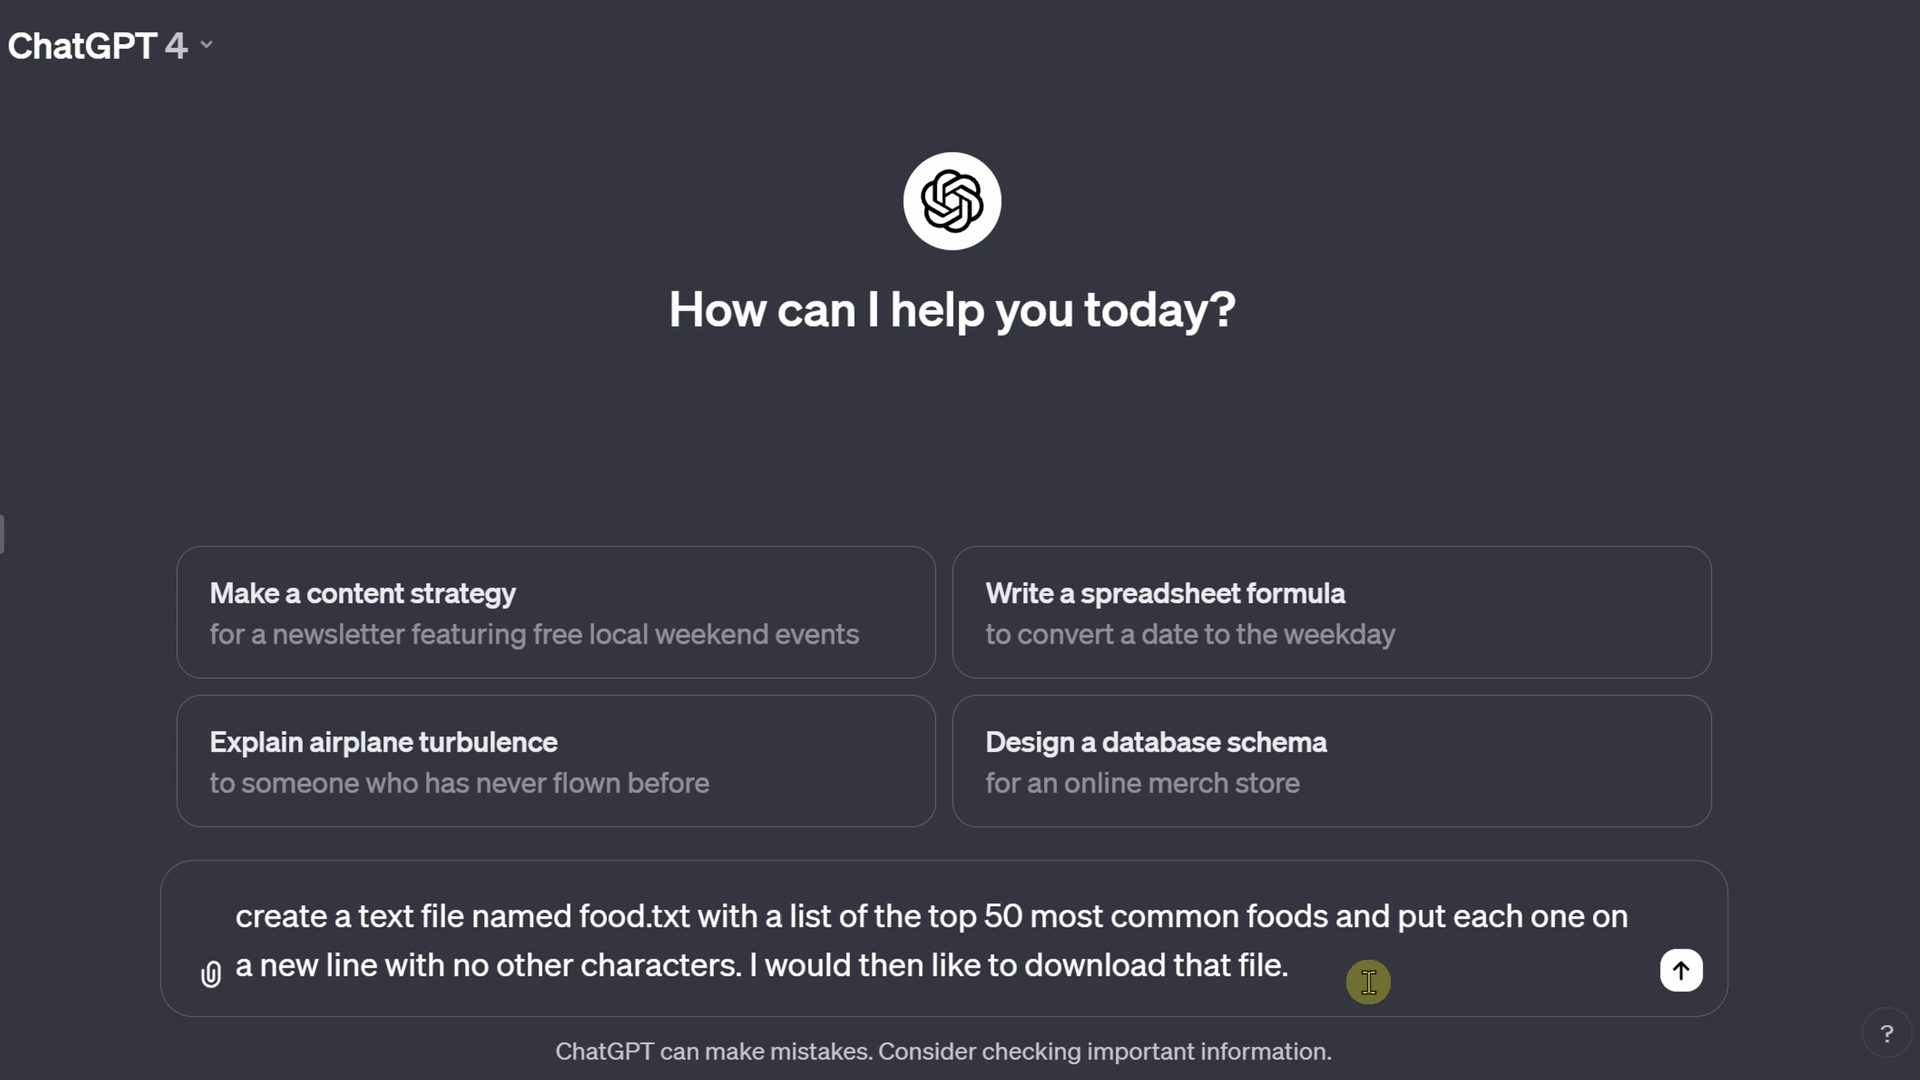 ChatGPT 4
How can I help you today?
Make a content strategy
for a newsletter featuring free local weekend events
Write a spreadsheet formula
to convert a date to the weekday
Explain airplane turbulence
to someone who has never flown before
Design a database schema
for an online merch store
create a text file named food.txt with a list of the top 50 most common foods and put each one on
a new line with no other characters. I would then like to download that file.
ChatGPT can make mistakes. Consider checking important information.
?